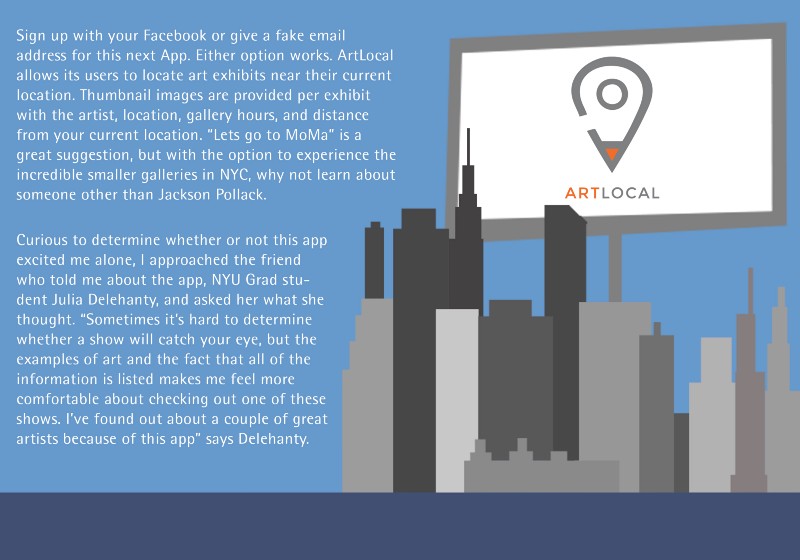 Sign up with your Facebook or give a fake email
address for this next App. Either option works. ArtLocal
allows its users to locate art exhibits near their current
location. Thumbnail images are provided per exhibit
with the artist, location, gallery hours, and distance
from your current location. “Lets go to MoMa” is a
great suggestion, but with the option to experience the
incredible smaller galleries in NYC, why not learn about
someone other than Jackson Pollack.
Curious to determine whether or not this app
excited me alone, I approached the friend
who told me about the app, NYU Grad stu-
dent Julia Delehanty, and asked her what she
thought. “Sometimes it’s hard to determine
whether a show will catch your eye, but the
examples of art and the fact that all of the
information is listed makes me feel more
comfortable about checking out one of these
shows. I’ve found out about a couple of great
artists because of this app” says Delehanty.
ARTLOCAL